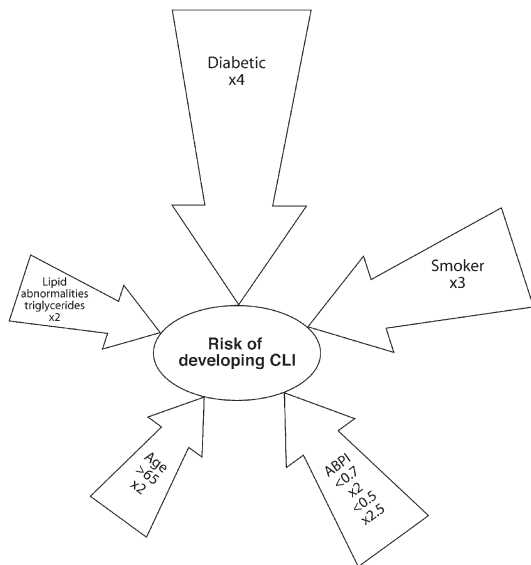 Diabetic
x4
Smoker
x3
Lipid
abnormalities
triglycerides
x2
Risk of
developing CLI
Age
>65
x2
ABPI
<0.7
x2
<0.5
x2.5